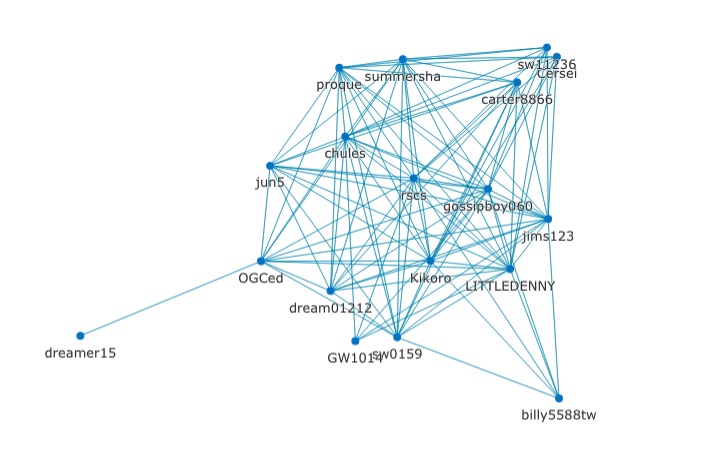 sw11236
Cersei
summersha
proque
carter8866
chules
jun5
rscs
gossipboy060
jims123
OGCed
Kikoro
LITTLEDENNY
dream01212
dreamer15
GW1014
sw0159
billy5588tw